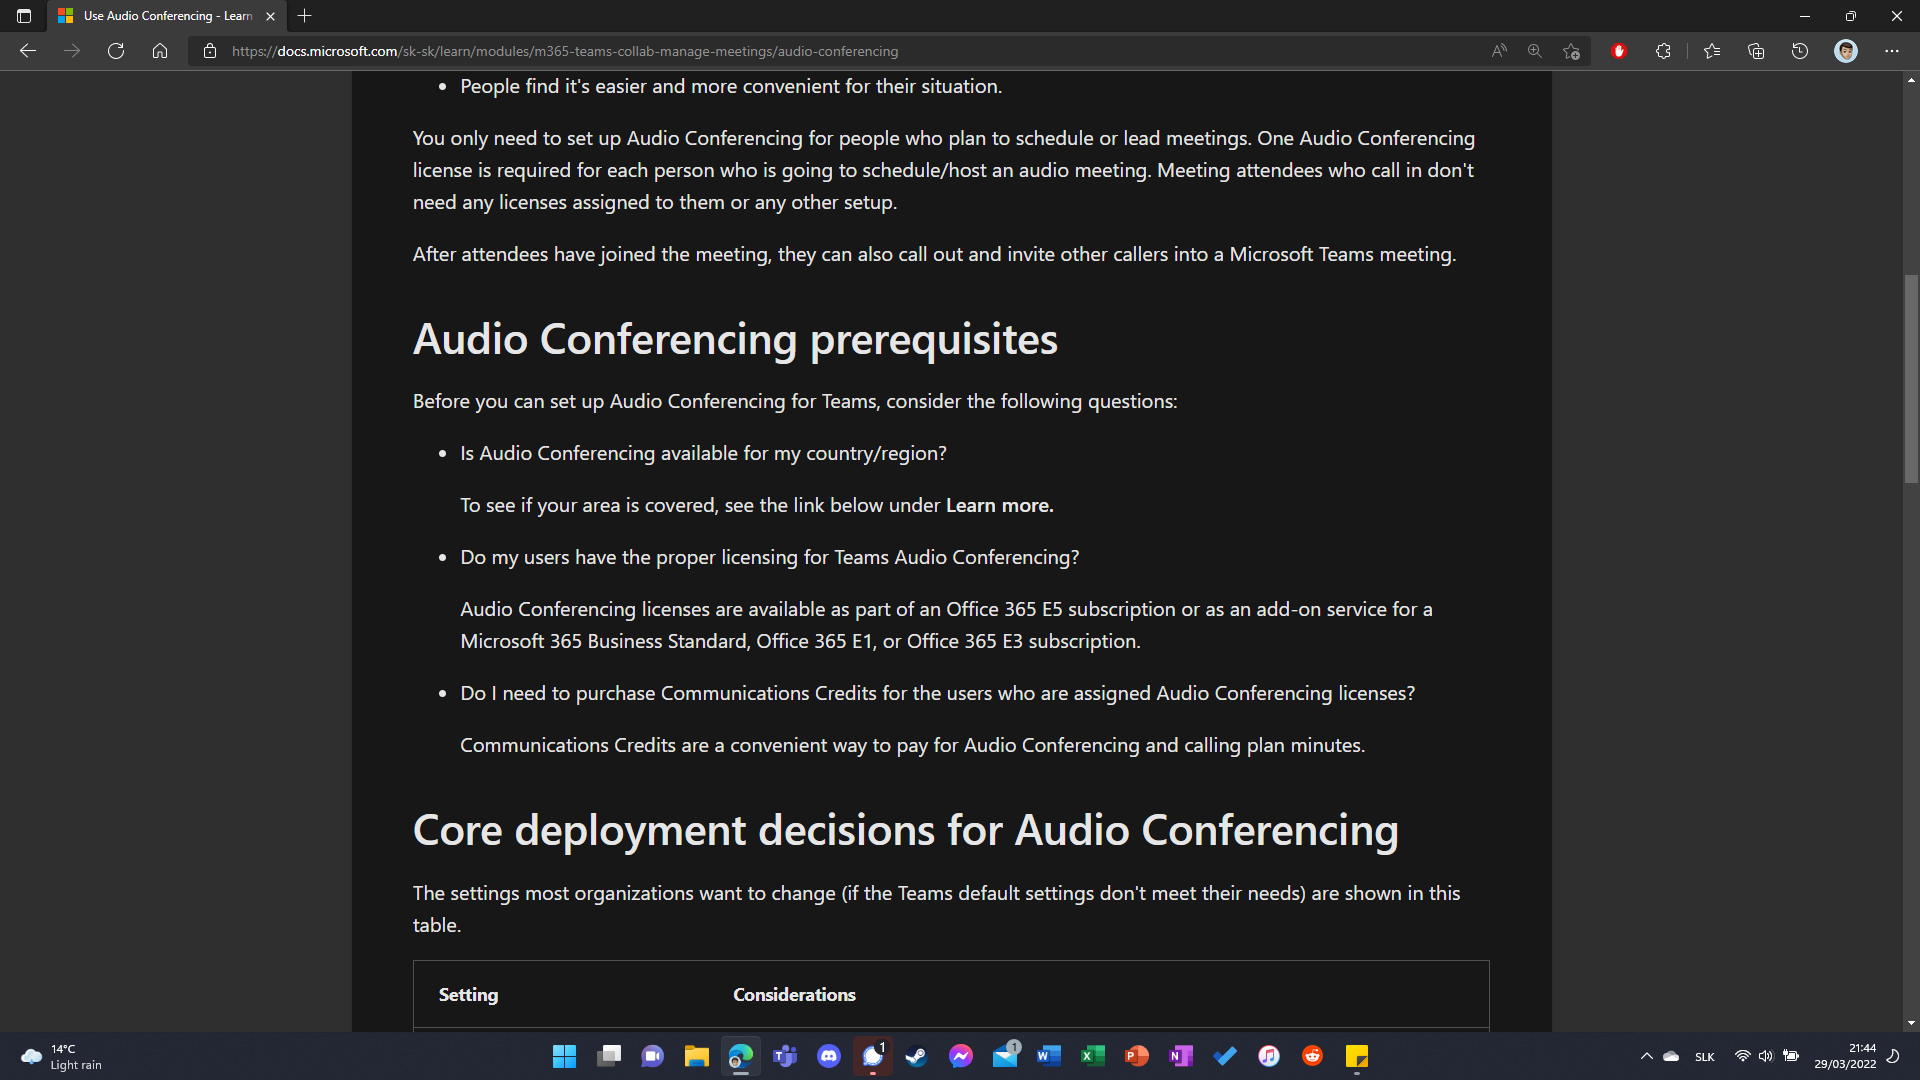 Use Audio Conferencing - Learn
https://docs.microsoft.com/sk-sk/learn/modules/m365-teams-collab-manage-meetings/audio-conferencing
• People find it's easier and more convenient for their situation.
You only need to set up Audio Conferencing for people who plan to schedule or lead meetings. One Audio Conferencing
license is required for each person who is going to schedule/host an audio meeting. Meeting attendees who call in don't
need any licenses assigned to them or any other setup.
After attendees have joined the meeting, they can also call out and invite other callers into a Microsoft Teams meeting.
Audio Conferencing prerequisites
Before you can set up Audio Conferencing for Teams, consider the following questions:
• Is Audio Conferencing available for my country/region?
To see if your area is covered, see the link below under Learn more.
• Do my users have the proper licensing for Teams Audio Conferencing?
Audio Conferencing licenses are available as part of an Office 365 E5 subscription or as an add-on service for a
Microsoft 365 Business Standard, Office 365 E1, or Office 365 E3 subscription.
• Do I need to purchase Communications Credits for the users who are assigned Audio Conferencing licenses?
Communications Credits are a convenient way to pay for Audio Conferencing and calling plan minutes.
Core deployment decisions for Audio Conferencing
The settings most organizations want to change (if the Teams default settings don't meet their needs) are shown in this
table.
Setting Considerations
14°C
Light rain
1
1
SLK
21:44
29/03/2022